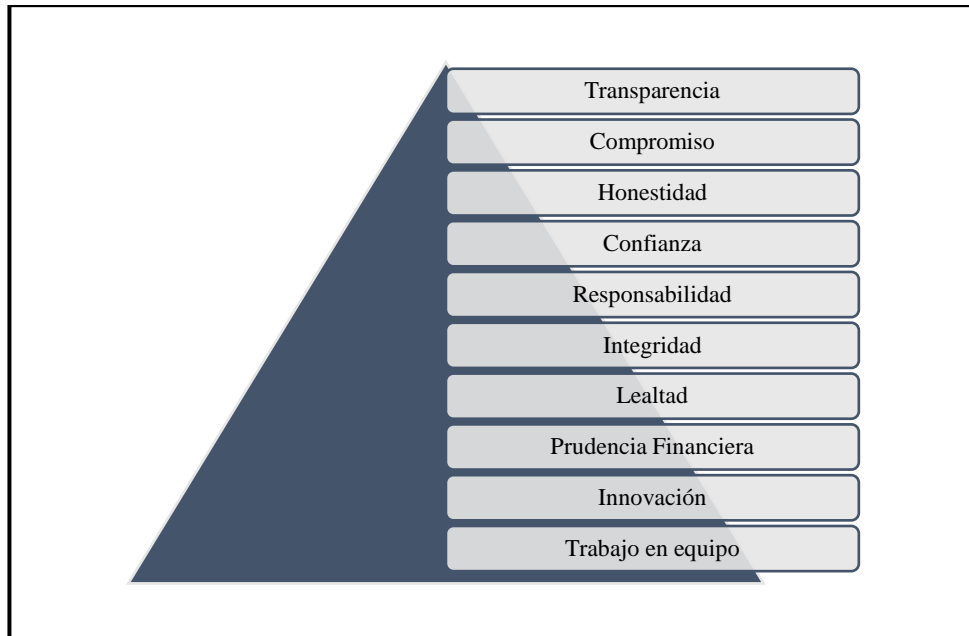 Transparencia
Compromiso
Honestidad
Confianza
Responsabilidad
Integridad
Lealtad
Prudencia Financiera
Innovación
Trabajo en equipo